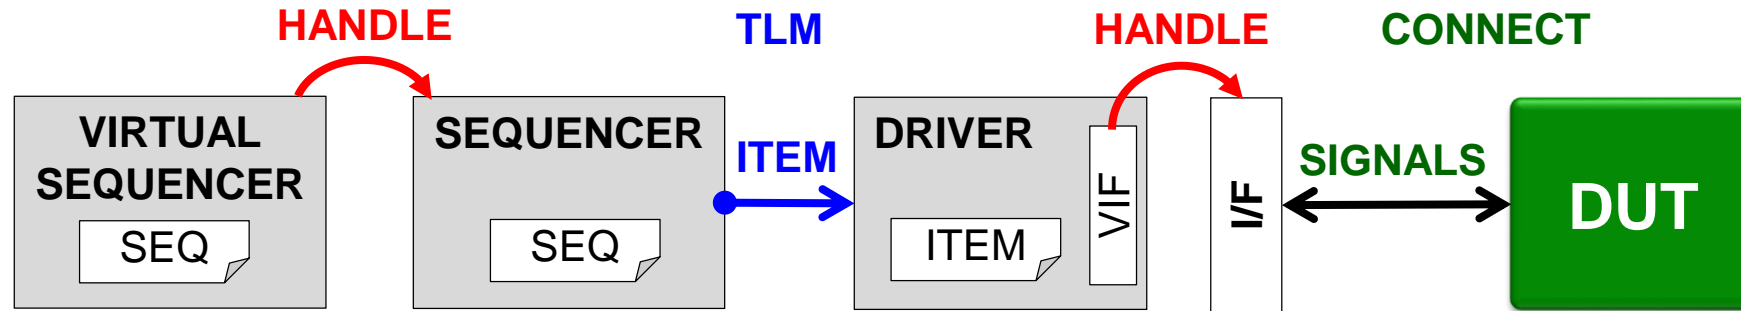 HANDLE
TLM
HANDLE
CONNECT
VIRTUAL
SEQUENCER
SEQ
SEQUENCER
SEQ
ITEM
DRIVER
ITEM
VIF
I/F
SIGNALS
DUT